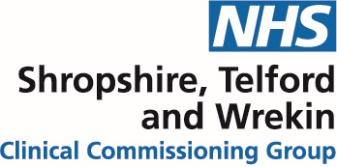 NHS
Shropshire, Telford
and Wrekin
Clinical Commissioning Group